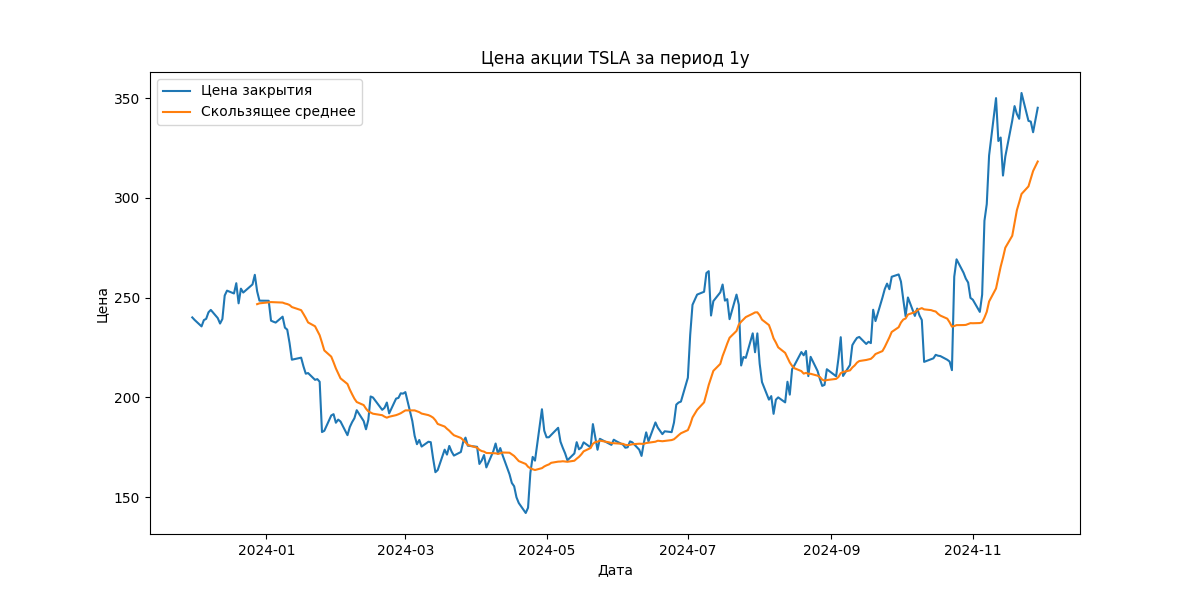 Цена акции TSLA за период 1y
Цена закрытия
Скользящее среднее
Цена
350
300
250
200
150
2024-01
2024-03
2024-05
2024-07
2024-09
2024-11
Дата